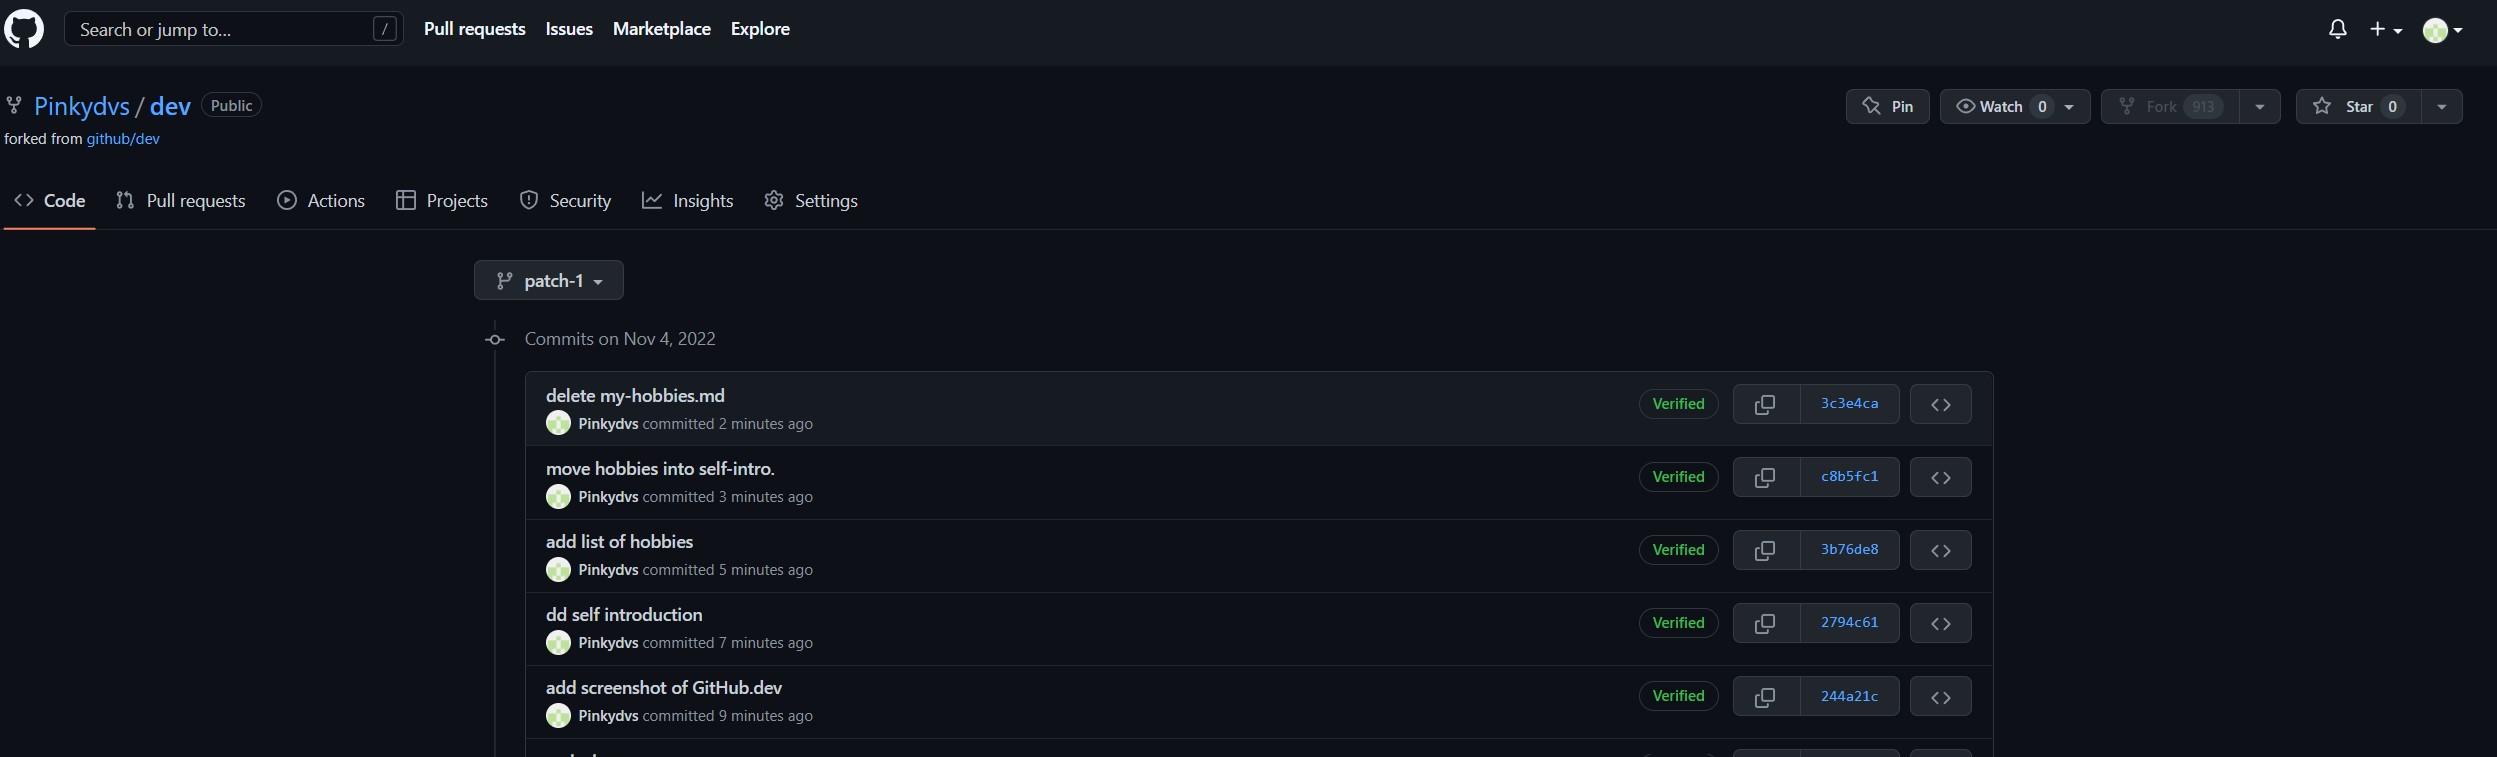 Search or jump to... / Pull requests Issues Marketplace Explore
Pinkydvs / dev Public Pin Watch 0 Fork 913 Star 0
forked from github/dev
Code Pull requests Actions Projects Security Insights Settings
patch-1
Commits on Nov 4, 2022
delete my-hobbies.md
Pinkydvs committed 2 minutes ago
Verified 3c3e4ca
move hobbies into self-intro.
Pinkydvs committed 3 minutes ago
Verified c8b5fc1
add list of hobbies
Pinkydvs committed 5 minutes ago
Verified 3b76de8
dd self introduction
Pinkydvs committed 7 minutes ago
Verified 2794c61
add screenshot of GitHub.dev
Pinkydvs committed 9 minutes ago
Verified 244a21c